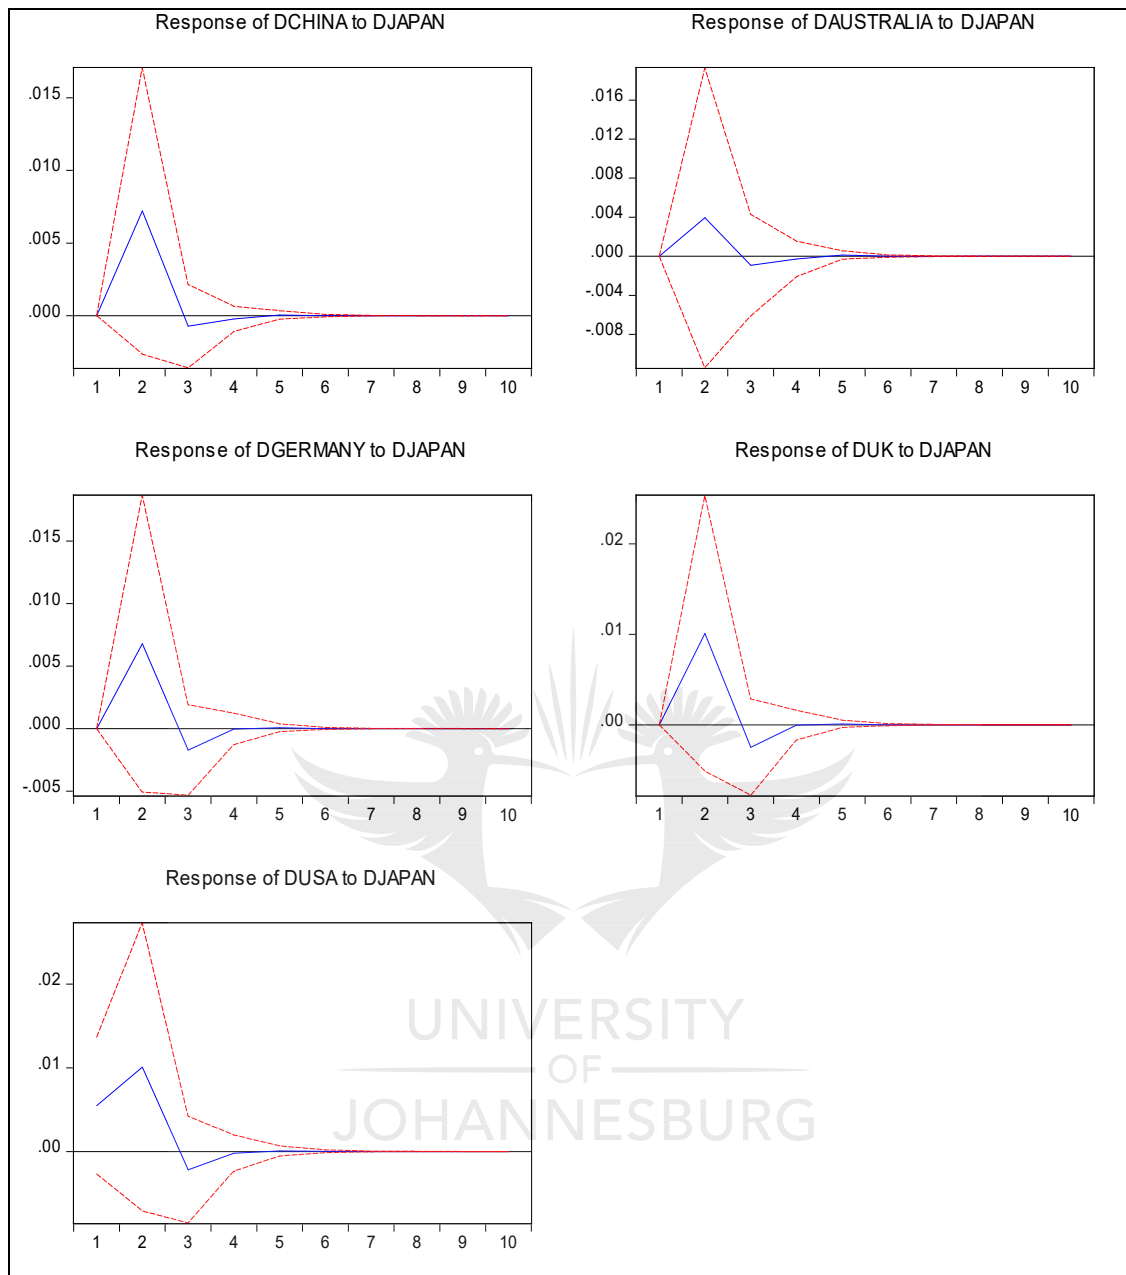 Response of DCHINA to DJAPAN
.015
.010
.005
.000
1 2 3 4 5 6 7 8 9 10
Response of DAUSTRALIA to DJAPAN
.016
.012
.008
.004
.000
-.004
-.008
1 2 3 4 5 6 7 8 9 10
Response of DGERMANY to DJAPAN
.015
.010
.005
.000
-.005
1 2 3 4 5 6 7 8 9 10
Response of DUK to DJAPAN
.02
.01
.00
1 2 3 4 5 6 7 8 9 10
Response of DUSA to DJAPAN
.02
.01
.00
1 2 3 4 5 6 7 8 9 10
UNIVERSITY
OF
JOHANNESBURG